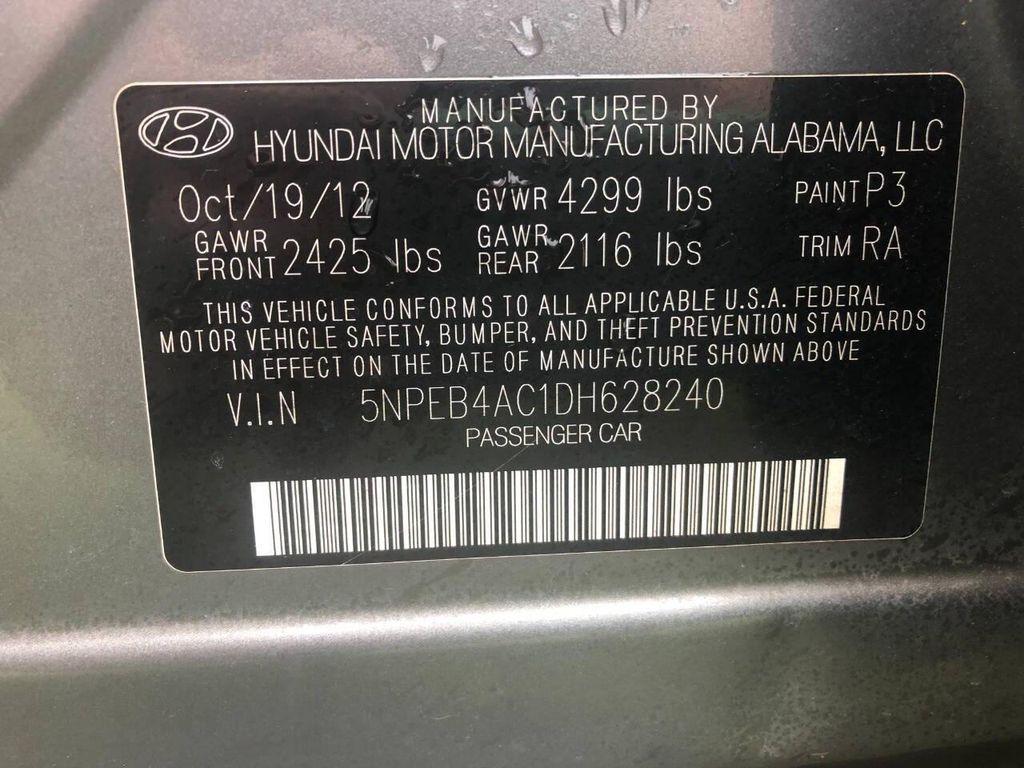 MANUFACTURED BY
HYUNDAI MOTOR MANUFACTURING ALABAMA, LLC
Oct/19/12 GVWR 4299 lbs PAINT P3
GAWR FRONT 2425 lbs GAWR REAR 2116 lbs TRIM RA
THIS VEHICLE CONFORMS TO ALL APPLICABLE U.S.A. FEDERAL
MOTOR VEHICLE SAFETY, BUMPER, AND THEFT PREVENTION STANDARDS
IN EFFECT ON THE DATE OF MANUFACTURE SHOWN ABOVE
V.I.N 5NPEB4AC1DH628240
PASSENGER CAR